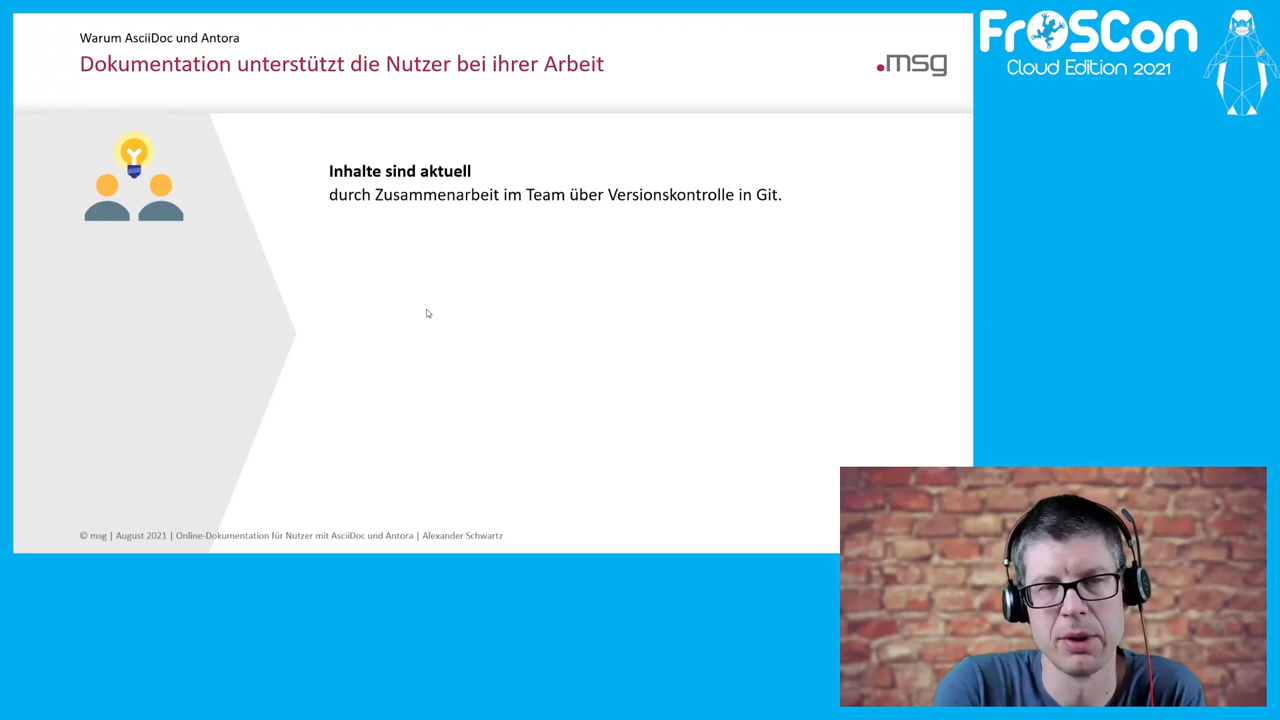 Warum AsciiDoc und Antora
Dokumentation unterstützt die Nutzer bei ihrer Arbeit
.msg
FrOSCon
Cloud Edition 2021
Inhalte sind aktuell
durch Zusammenarbeit im Team über Versionskontrolle in Git.
© msg | August 2021 | Online-Dokumentation für Nutzer mit AsciiDoc und Antora | Alexander Schwartz